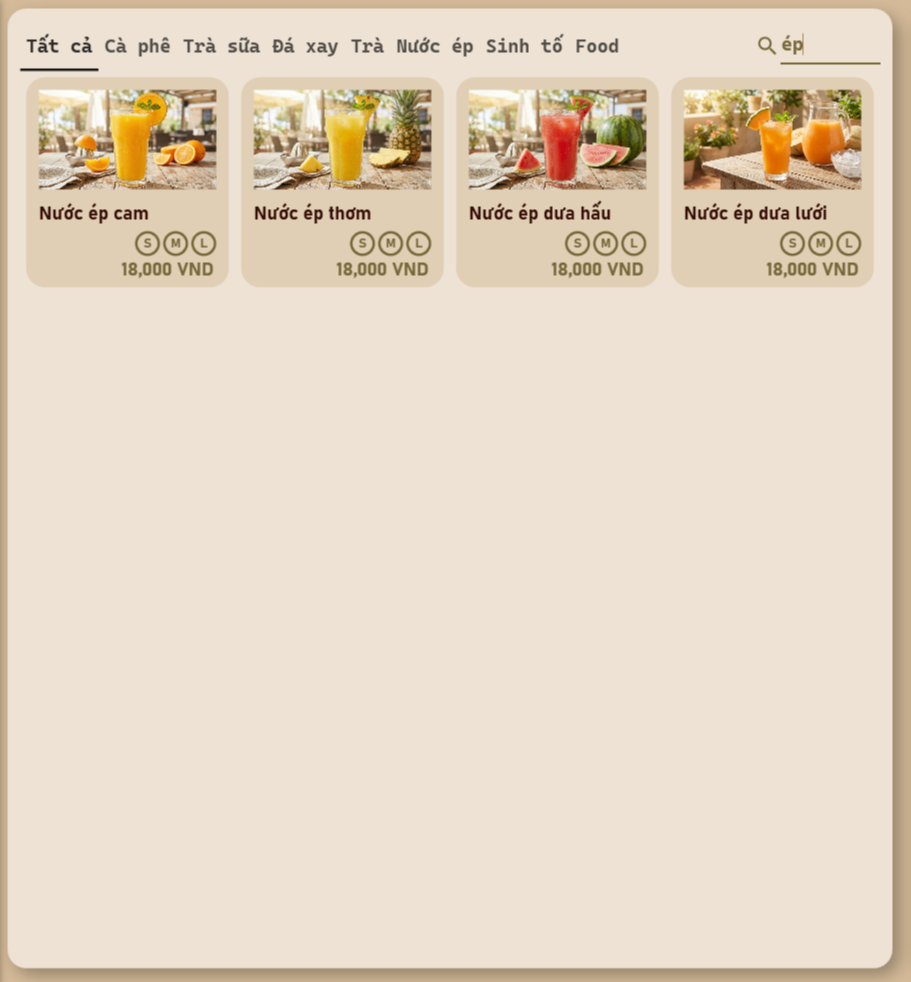 Tất cả Cà phê Trà sữa Đá xay Trà Nước ép Sinh tố Food
ép
Nước ép cam
S M L
18,000 VND
Nước ép thơm
S M L
18,000 VND
Nước ép dưa hấu
S M L
18,000 VND
Nước ép dưa lưới
S M L
18,000 VND